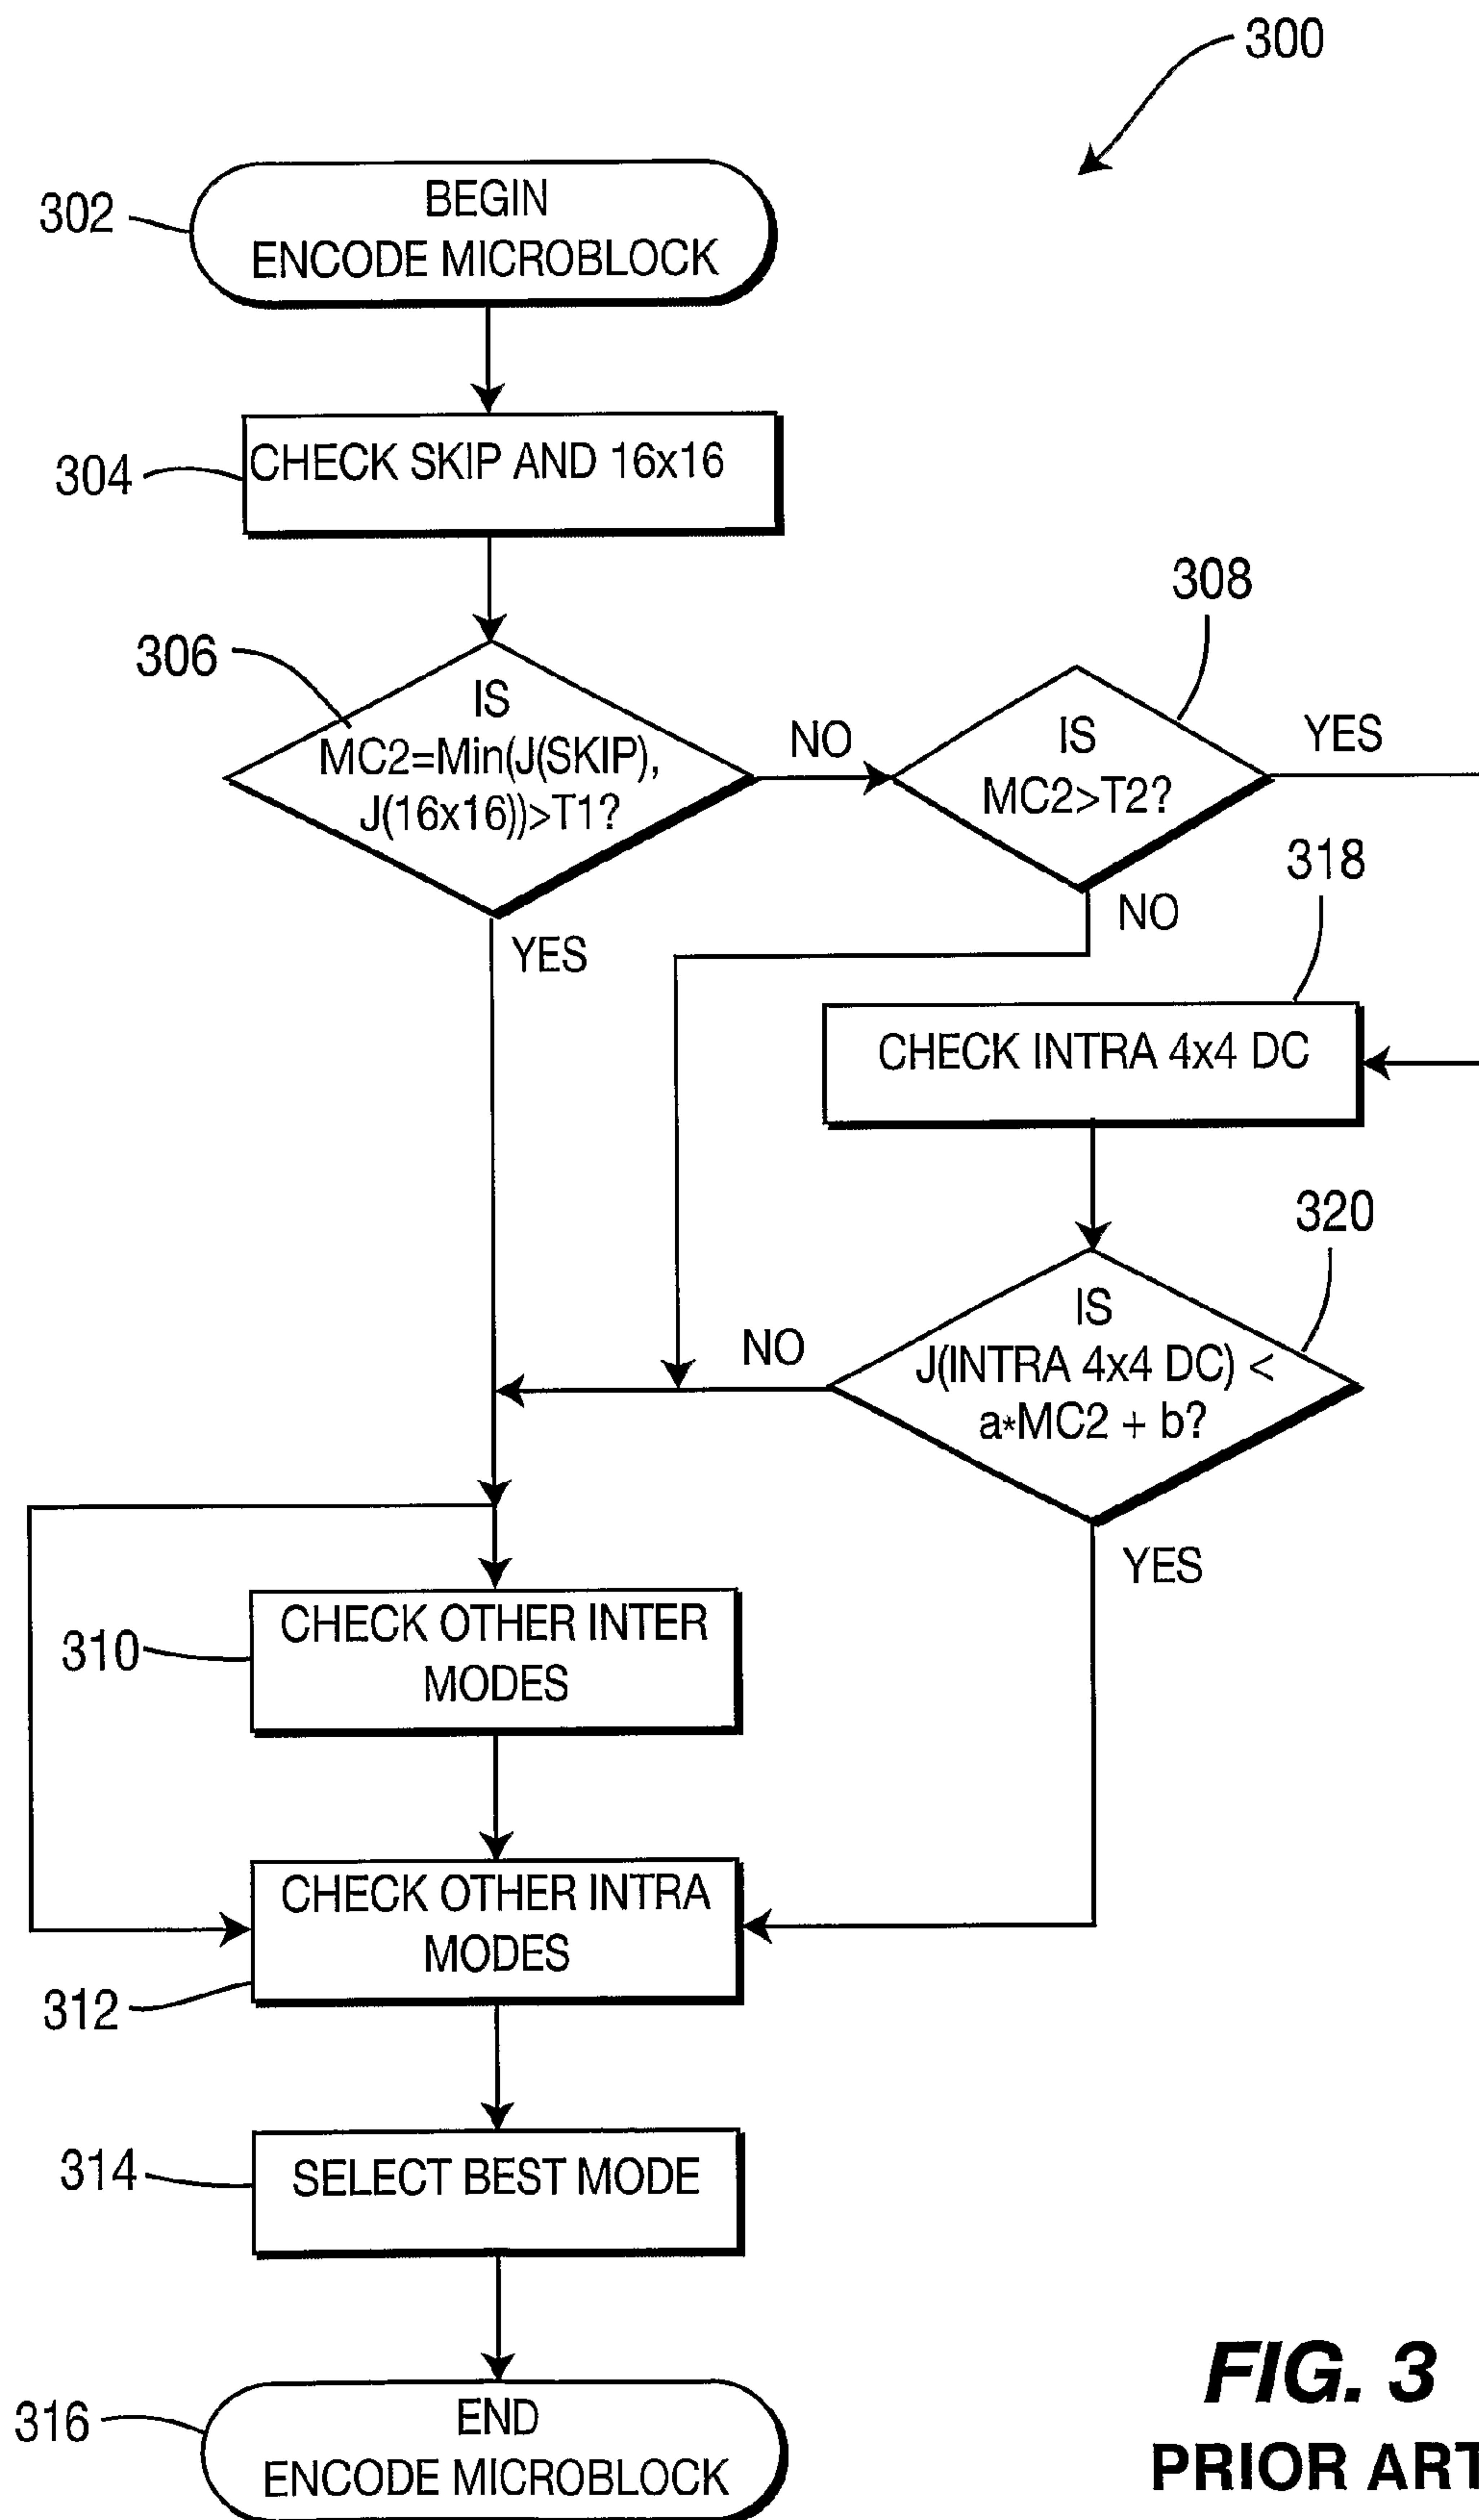 300
302
BEGIN
ENCODE MICROBLOCK
304
CHECK SKIP AND 16x16
306
IS
MC2=Min(J(SKIP),
J(16x16))>T1?
NO
YES
308
IS
MC2>T2?
YES
NO
318
CHECK INTRA 4x4 DC
320
IS
J(INTRA 4x4 DC) <
a*MC2 + b?
NO
YES
310
CHECK OTHER INTER
MODES
312
CHECK OTHER INTRA
MODES
314
SELECT BEST MODE
316
END
ENCODE MICROBLOCK
FIG. 3
PRIOR ART